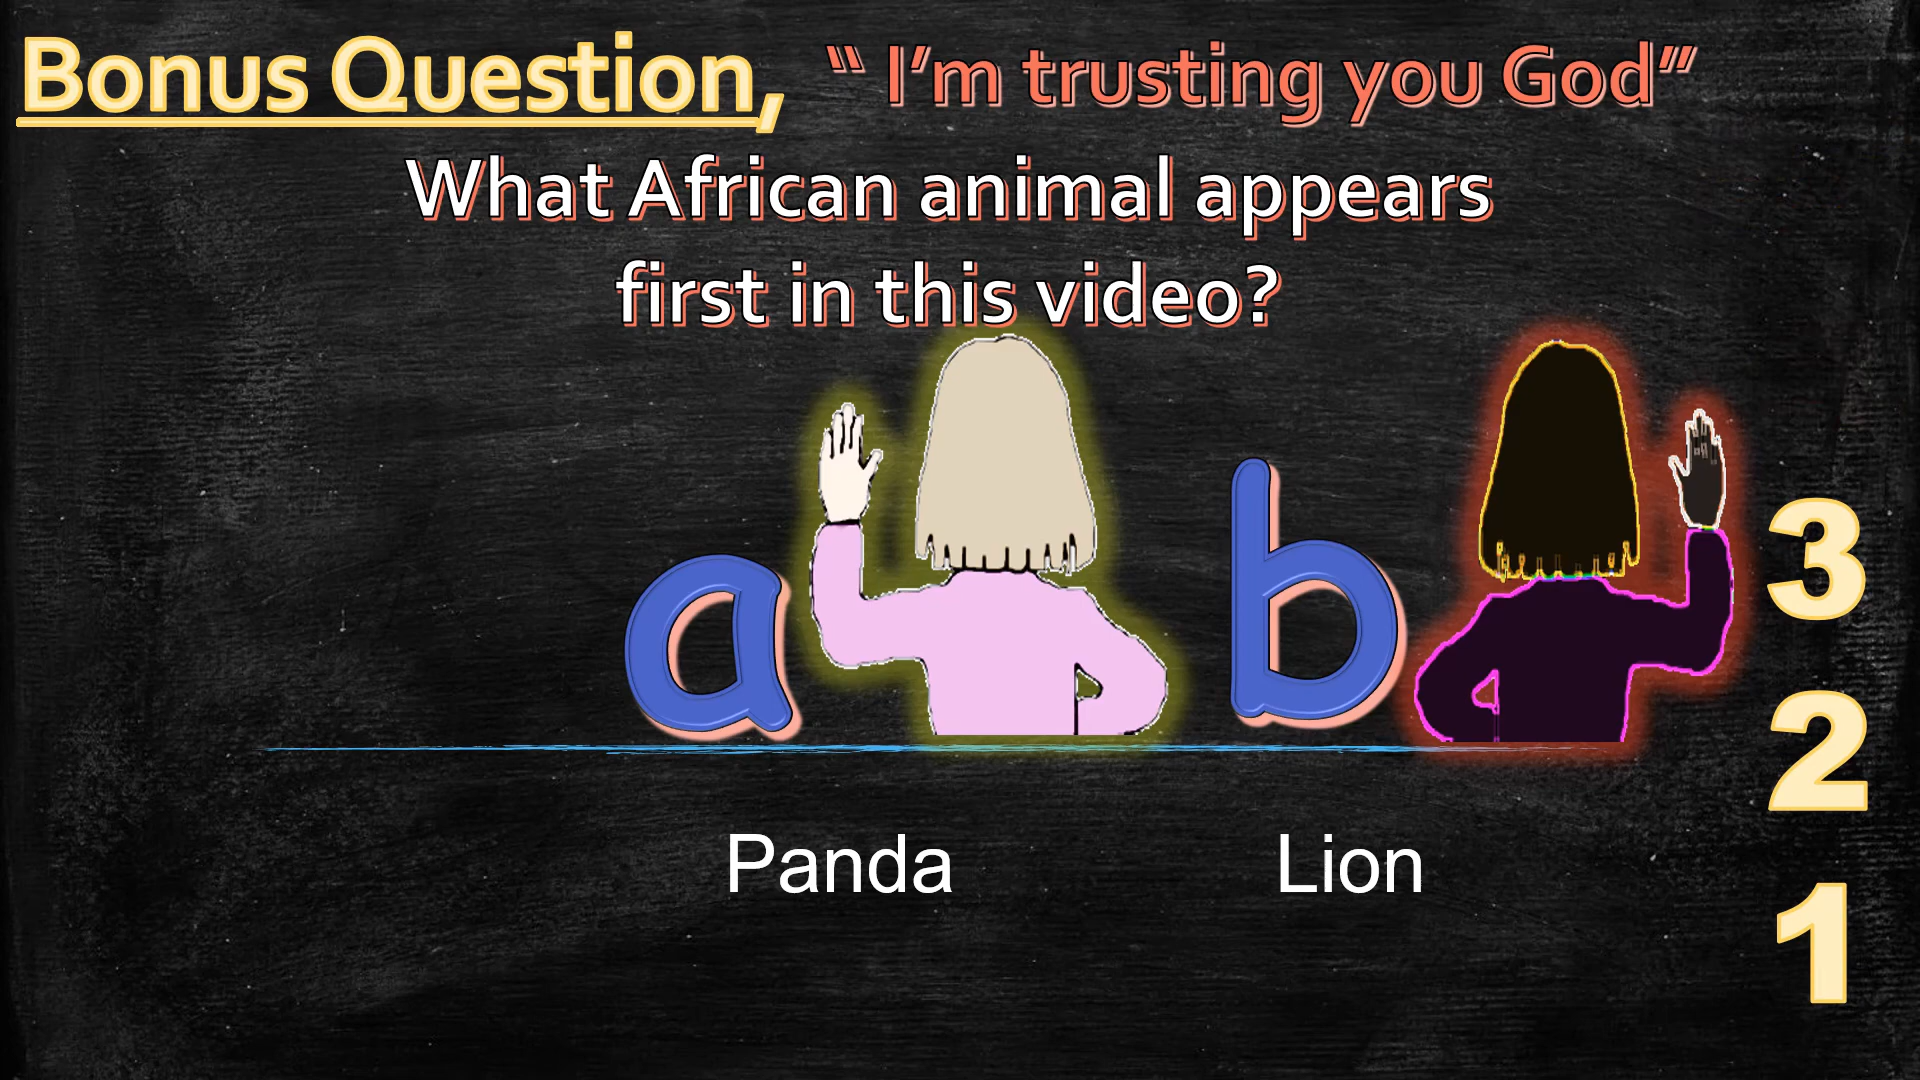 Bonus Question, “ I’m trusting you God”
What African animal appears
first in this video?
a b
3
2
1
Panda Lion